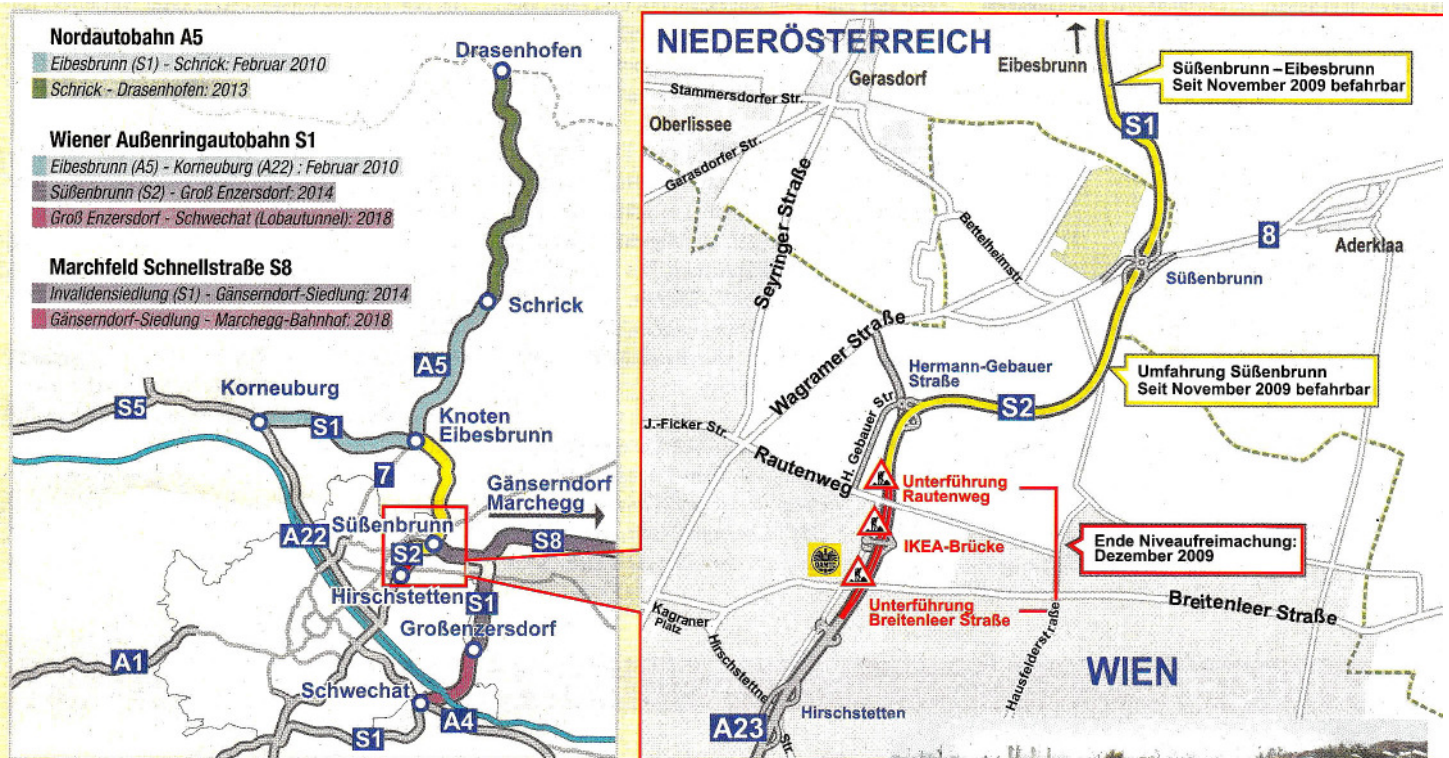 Nordautobahn A5
Eibesbrunn (S1) - Schrick: Februar 2010
Schrick - Drasenhofen: 2013
Wiener Außenringautobahn S1
Eibesbrunn (A5) - Korneuburg (A22) : Februar 2010
Süßenbrunn (S2) - Groß Enzersdorf: 2014
Groß Enzersdorf - Schwechat (Lobautunnel): 2018
Marchfeld Schnellstraße S8
Invalidensiedlung (S1) - Gänserndorf-Siedlung: 2014
Gänserndorf-Siedlung - Marchegg-Bahnhof: 2018
Drasenhofen
Schrick
A5
Korneuburg
S5
S1
Knoten
Eibesbrunn
7
Gänserndorf
Marchegg
Süßenbrunn
A22
S2
S8
Hirschstetten
S1
Großenzersdorf
A1
Schwechat
A4
S1
NIEDERÖSTERREICH
Gerasdorf
Eibesbrunn
Süßenbrunn – Eibesbrunn
Seit November 2009 befahrbar
Stammersdorfer Str.
Oberlissee
S1
Gerasdorfer Str.
Seyringer Straße
Bettelheimstr.
8
Aderklaa
Süßenbrunn
Wagramer Straße
Hermann-Gebauer
Straße
Umfahrung Süßenbrunn
Seit November 2009 befahrbar
S2
J.-Ficker Str.
H. Gebauer Str.
Rautenweg
Unterführung
Rautenweg
IKEA-Brücke
Ende Niveaufreimachung:
Dezember 2009
ÖAMTC
Unterführung
Breitenleer Straße
Breitenleer Straße
Kagraner
Platz
Hirschstettner
Str.
Hausfelderstraße
WIEN
Hirschstetten
A23